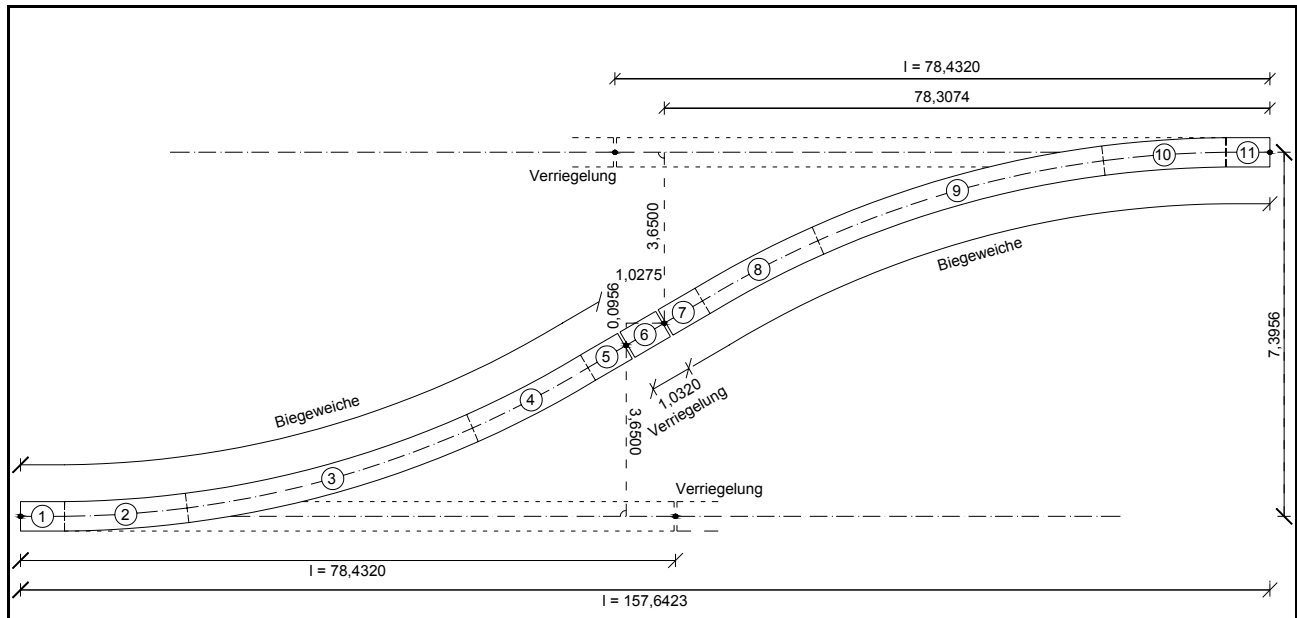 l = 78,4320
78,3074
Verriegelung
3,6500
1,0275
0,0956
Biegeweiche
Biegeweiche
7,3956
1,0320
Verriegelung
3,6500
Verriegelung
1
2
3
4
5
6
7
8
9
10
11
l = 78,4320
l = 157,6423